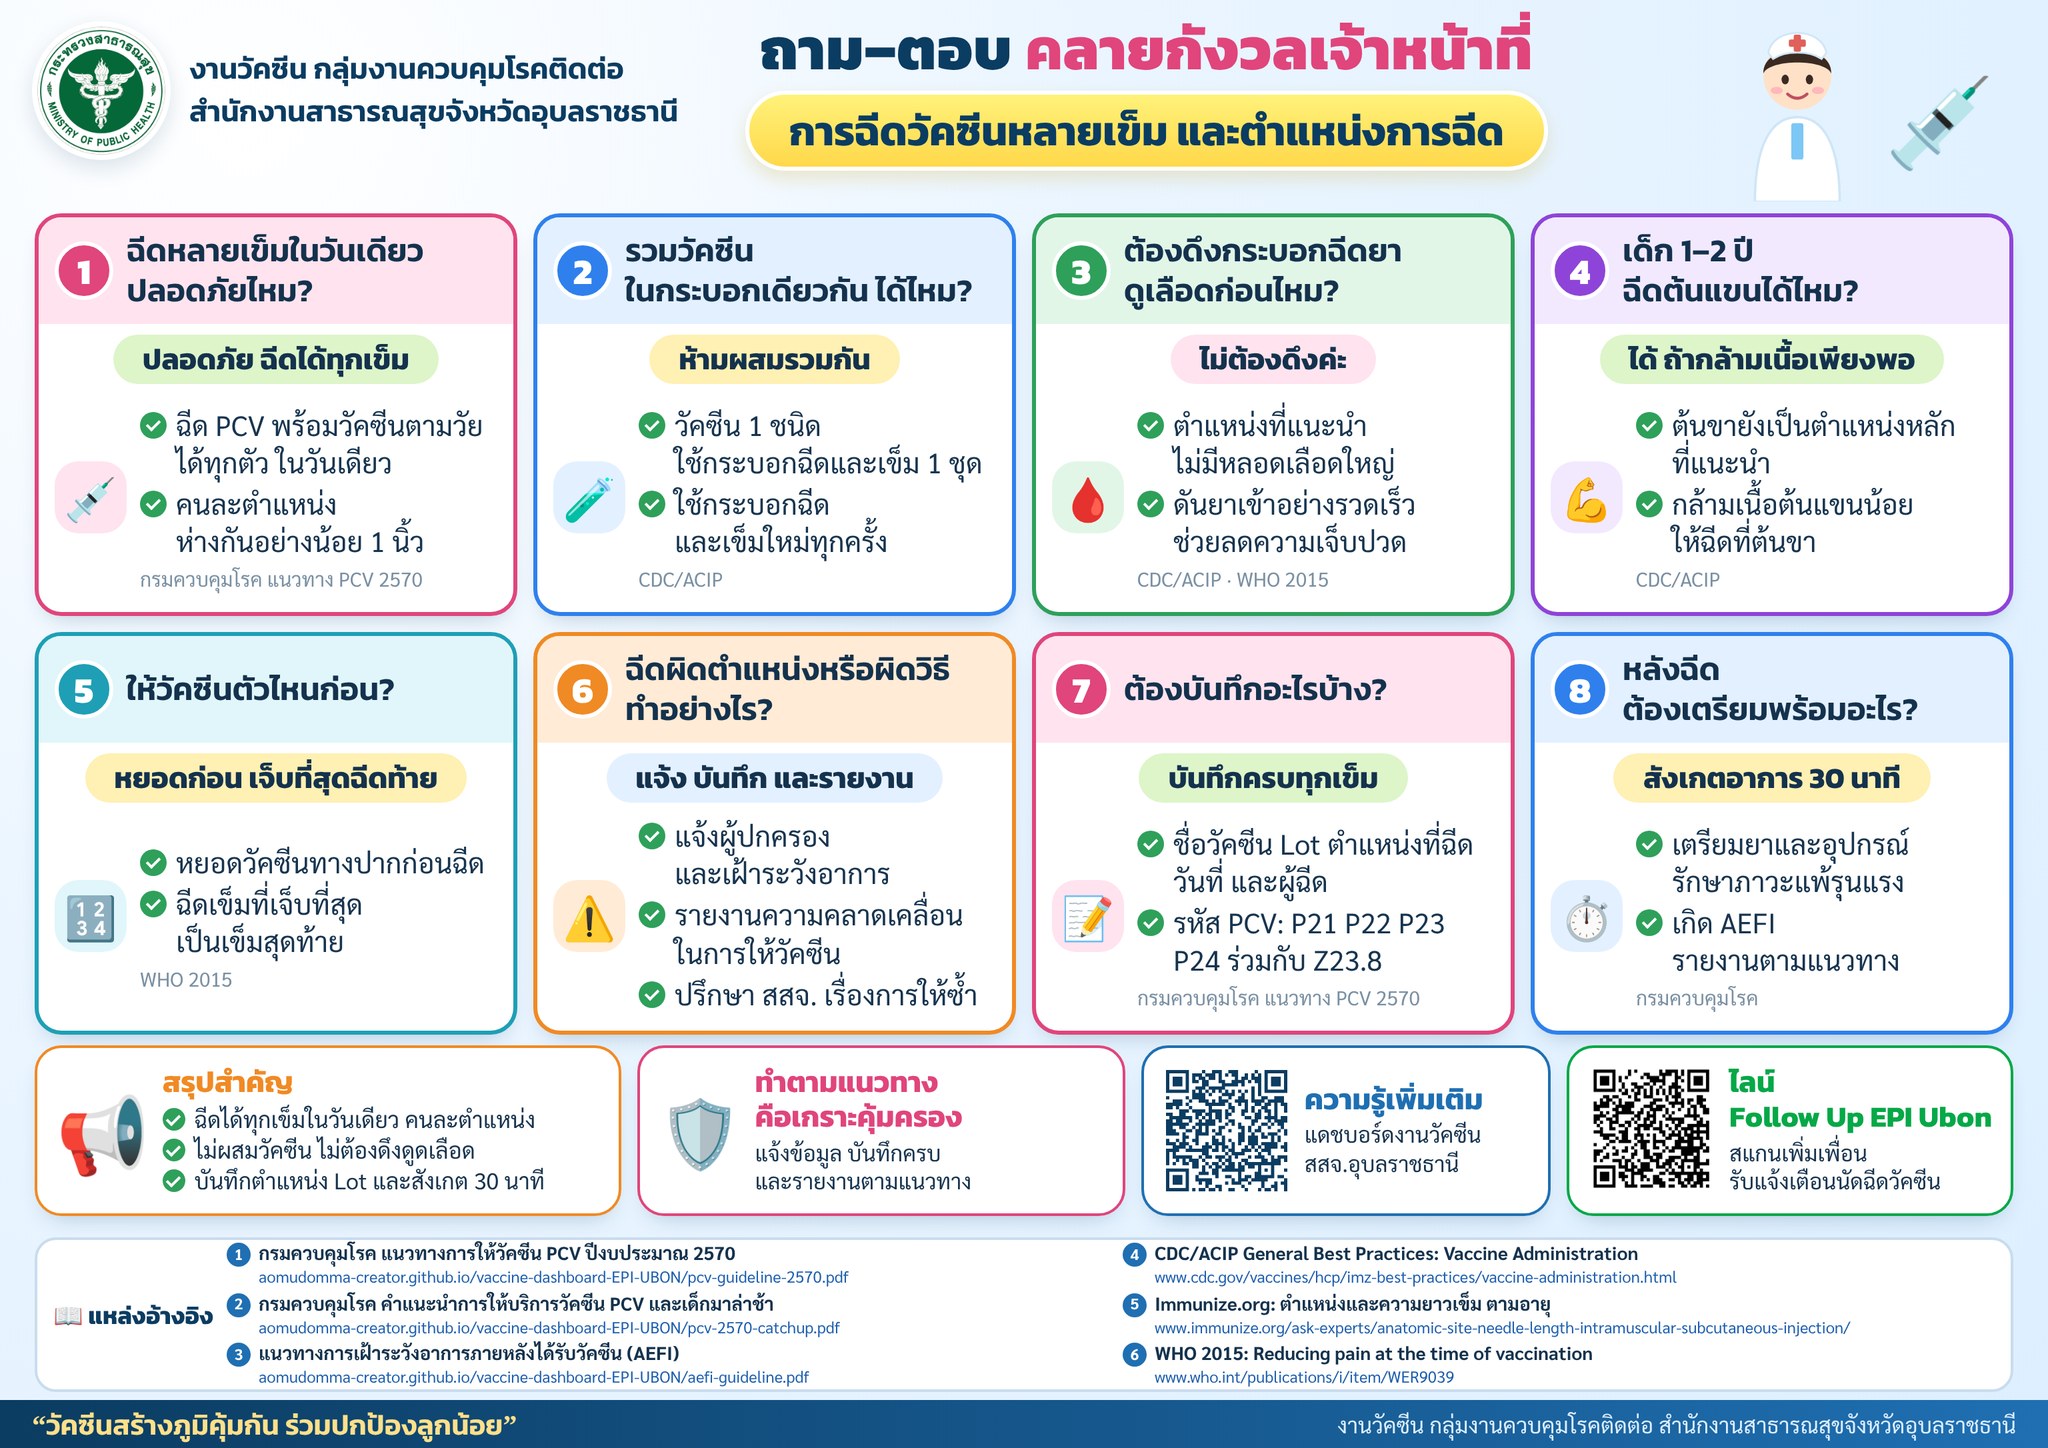 กระทรวงสาธารณสุข
MINISTRY OF PUBLIC HEALTH
งานวัคซีน กลุ่มงานควบคุมโรคติดต่อ
สำนักงานสาธารณสุขจังหวัดอุบลราชธานี
ถาม–ตอบ คลายกังวลเจ้าหน้าที่
การฉีดวัคซีนหลายเข็ม และตำแหน่งการฉีด
1
ฉีดหลายเข็มในวันเดียว
ปลอดภัยไหม?
ปลอดภัย ฉีดได้ทุกเข็ม
ฉีด PCV พร้อมวัคซีนตามวัย
ได้ทุกตัว ในวันเดียว
คนละตำแหน่ง
ห่างกันอย่างน้อย 1 นิ้ว
กรมควบคุมโรค แนวทาง PCV 2570
2
รวมวัคซีน
ในกระบอกเดียวกัน ได้ไหม?
ห้ามผสมรวมกัน
วัคซีน 1 ชนิด
ใช้กระบอกฉีดและเข็ม 1 ชุด
ใช้กระบอกฉีด
และเข็มใหม่ทุกครั้ง
CDC/ACIP
3
ต้องดึงกระบอกฉีดยา
ดูเลือดก่อนไหม?
ไม่ต้องดึงค่ะ
ตำแหน่งที่แนะนำ
ไม่มีหลอดเลือดใหญ่
ดันยาเข้าอย่างรวดเร็ว
ช่วยลดความเจ็บปวด
CDC/ACIP · WHO 2015
4
เด็ก 1–2 ปี
ฉีดต้นแขนได้ไหม?
ได้ ถ้ากล้ามเนื้อเพียงพอ
ต้นขายังเป็นตำแหน่งหลัก
ที่แนะนำ
กล้ามเนื้อต้นแขนน้อย
ให้ฉีดที่ต้นขา
CDC/ACIP
5
ให้วัคซีนตัวไหนก่อน?
หยอดก่อน เจ็บที่สุดฉีดท้าย
1 2
3 4
หยอดวัคซีนทางปากก่อนฉีด
ฉีดเข็มที่เจ็บที่สุด
เป็นเข็มสุดท้าย
WHO 2015
6
ฉีดผิดตำแหน่งหรือผิดวิธี
ทำอย่างไร?
แจ้ง บันทึก และรายงาน
แจ้งผู้ปกครอง
และเฝ้าระวังอาการ
รายงานความคลาดเคลื่อน
ในการให้วัคซีน
ปรึกษา สสจ. เรื่องการให้ซ้ำ
7
ต้องบันทึกอะไรบ้าง?
บันทึกครบทุกเข็ม
ชื่อวัคซีน Lot ตำแหน่งที่ฉีด
วันที่ และผู้ฉีด
รหัส PCV: P21 P22 P23
P24 ร่วมกับ Z23.8
กรมควบคุมโรค แนวทาง PCV 2570
8
หลังฉีด
ต้องเตรียมพร้อมอะไร?
สังเกตอาการ 30 นาที
เตรียมยาและอุปกรณ์
รักษาภาวะแพ้รุนแรง
เกิด AEFI
รายงานตามแนวทาง
กรมควบคุมโรค
สรุปสำคัญ
ฉีดได้ทุกเข็มในวันเดียว คนละตำแหน่ง
ไม่ผสมวัคซีน ไม่ต้องดึงดูดเลือด
บันทึกตำแหน่ง Lot และสังเกต 30 นาที
ทำตามแนวทาง
คือเกราะคุ้มครอง
แจ้งข้อมูล บันทึกครบ
และรายงานตามแนวทาง
ความรู้เพิ่มเติม
แดชบอร์ดงานวัคซีน
สสจ.อุบลราชธานี
ไลน์
Follow Up EPI Ubon
สแกนเพิ่มเพื่อน
รับแจ้งเตือนนัดฉีดวัคซีน
แหล่งอ้างอิง
1 กรมควบคุมโรค แนวทางการให้วัคซีน PCV ปีงบประมาณ 2570
aomudomma-creator.github.io/vaccine-dashboard-EPI-UBON/pcv-guideline-2570.pdf
2 กรมควบคุมโรค คำแนะนำการให้บริการวัคซีน PCV และเด็กมาล่าช้า
aomudomma-creator.github.io/vaccine-dashboard-EPI-UBON/pcv-2570-catchup.pdf
3 แนวทางการเฝ้าระวังอาการภายหลังได้รับวัคซีน (AEFI)
aomudomma-creator.github.io/vaccine-dashboard-EPI-UBON/aefi-guideline.pdf
4 CDC/ACIP General Best Practices: Vaccine Administration
www.cdc.gov/vaccines/hcp/imz-best-practices/vaccine-administration.html
5 Immunize.org: ตำแหน่งและความยาวเข็ม ตามอายุ
www.immunize.org/ask-experts/anatomic-site-needle-length-intramuscular-subcutaneous-injection/
6 WHO 2015: Reducing pain at the time of vaccination
www.who.int/publications/i/item/WER9039
“วัคซีนสร้างภูมิคุ้มกัน ร่วมปกป้องลูกน้อย”
งานวัคซีน กลุ่มงานควบคุมโรคติดต่อ สำนักงานสาธารณสุขจังหวัดอุบลราชธานี